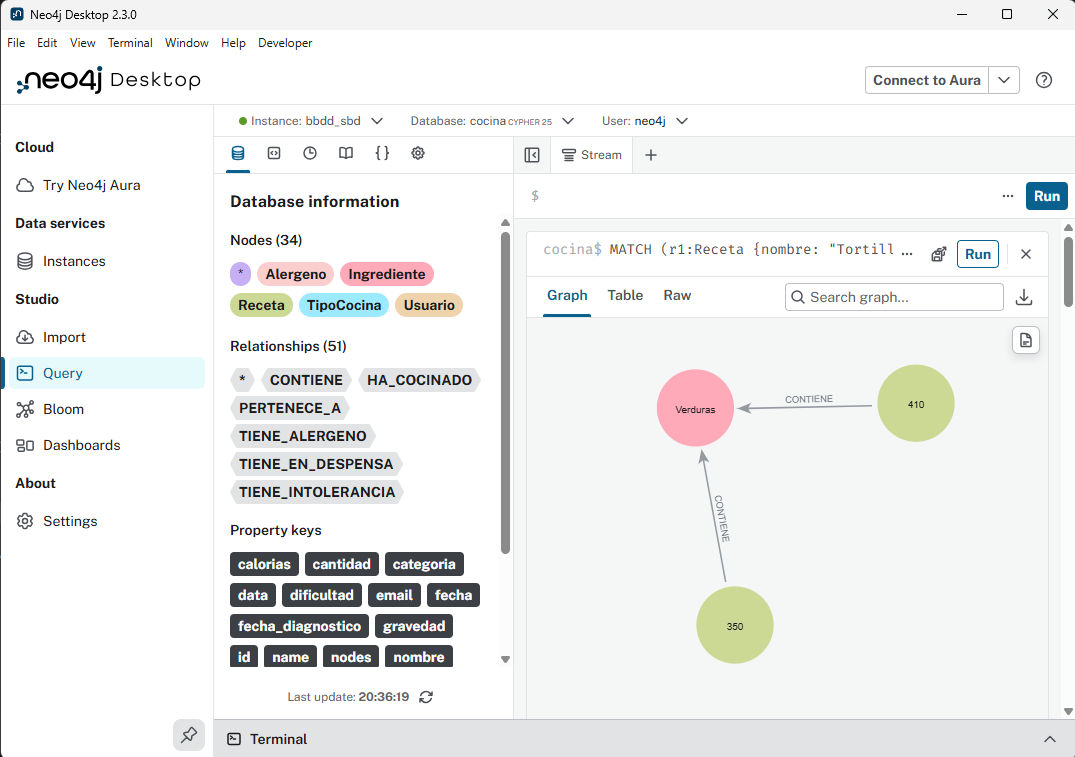 Neo4j Desktop 2.3.0
File Edit View Terminal Window Help Developer
neo4j Desktop
Connect to Aura
Instance: bbdd_sbd
Database: cocina CYPHER 25
User: neo4j
Cloud
Try Neo4j Aura
Data services
Instances
Studio
Import
Query
Bloom
Dashboards
About
Settings
Database information
Nodes (34)
* Alergeno Ingrediente
Receta TipoCocina Usuario
Relationships (51)
* CONTIENE HA_COCINADO
PERTENECE_A
TIENE_ALERGENO
TIENE_EN_DESPENSA
TIENE_INTOLERANCIA
Property keys
calorias cantidad categoria
data dificultad email fecha
fecha_diagnostico gravedad
id name nodes nombre
Last update: 20:36:19
Stream
$
Run
cocina$ MATCH (r1:Receta {nombre: "Tortill ...
Run
Graph Table Raw
Search graph...
Verduras
CONTIENE
410
CONTIENE
350
Terminal